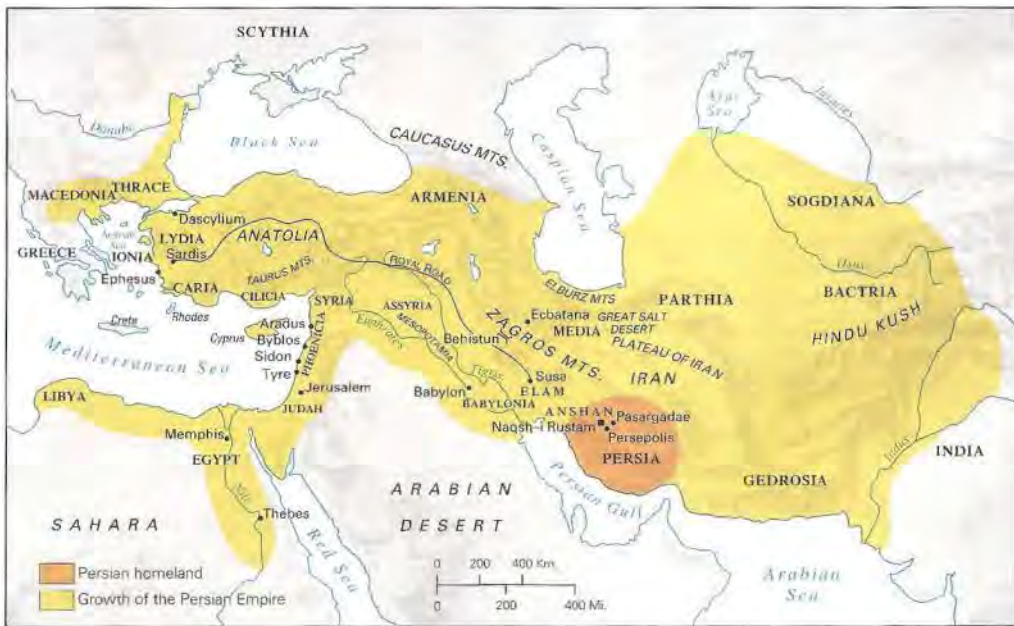 SCYTHIA
Aral
Sea
Jaxartes
Danube
Black Sea
CAUCASUS MTS.
Caspian Sea
MACEDONIA
THRACE
ARMENIA
SOGDIANA
Dascylium
Aegean
Sea
LYDIA
ANATOLIA
GREECE
IONIA
Sardis
ROYAL ROAD
Oxus
Ephesus
TAURUS MTS.
ELBURZ MTS
PARTHIA
BACTRIA
CARIA
CILICIA
SYRIA
ASSYRIA
Ecbatana
GREAT SALT
DESERT
HINDU KUSH
Rhodes
Crete
Aradus
MESOPOTAMIA
ZAGROS MTS.
MEDIA
Cyprus
Byblos
PHOENICIA
Euphrates
Behistun
PLATEAU OF IRAN
Mediterranean Sea
Sidon
Tyre
Tigris
Susa
IRAN
LIBYA
Jerusalem
Babylon
ELAM
JUDAH
BABYLONIA
ANSHAN
Pasargadae
Memphis
Naqsh-i Rustam
Persepolis
INDIA
EGYPT
PERSIA
Indus
GEDROSIA
Nile
Persian Gulf
ARABIAN
DESERT
SAHARA
Thebes
Red Sea
Arabian
Sea
Persian homeland
Growth of the Persian Empire
0 200 400 Km.
0 200 400 Mi.